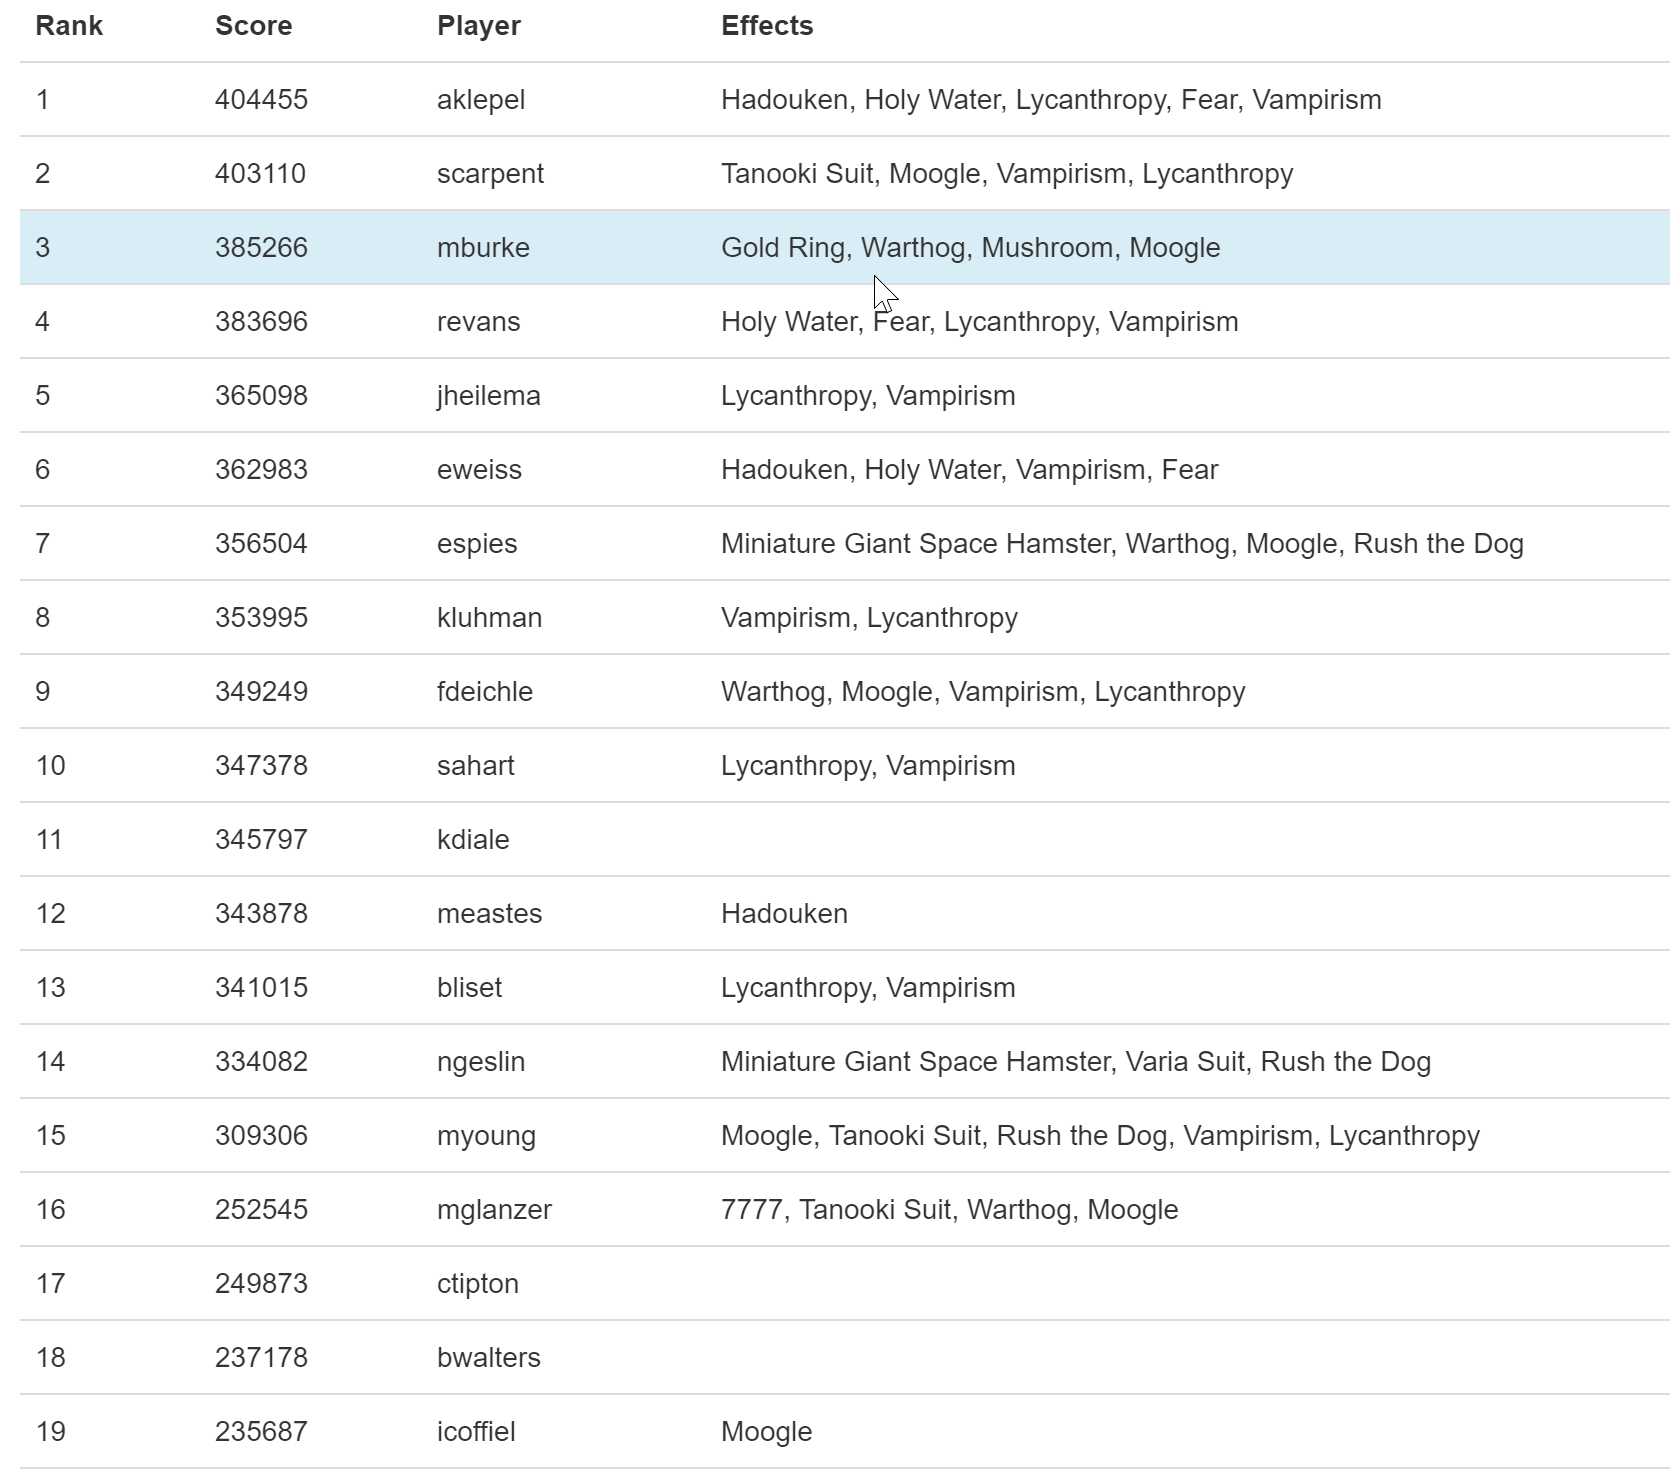 Rank Score Player Effects
1 404455 aklepel Hadouken, Holy Water, Lycanthropy, Fear, Vampirism
2 403110 scarpent Tanooki Suit, Moogle, Vampirism, Lycanthropy
3 385266 mburke Gold Ring, Warthog, Mushroom, Moogle
4 383696 revans Holy Water, Fear, Lycanthropy, Vampirism
5 365098 jheilema Lycanthropy, Vampirism
6 362983 eweiss Hadouken, Holy Water, Vampirism, Fear
7 356504 espies Miniature Giant Space Hamster, Warthog, Moogle, Rush the Dog
8 353995 kluhman Vampirism, Lycanthropy
9 349249 fdeichle Warthog, Moogle, Vampirism, Lycanthropy
10 347378 sahart Lycanthropy, Vampirism
11 345797 kdiale
12 343878 meastes Hadouken
13 341015 bliset Lycanthropy, Vampirism
14 334082 ngeslin Miniature Giant Space Hamster, Varia Suit, Rush the Dog
15 309306 myoung Moogle, Tanooki Suit, Rush the Dog, Vampirism, Lycanthropy
16 252545 mglanzer 7777, Tanooki Suit, Warthog, Moogle
17 249873 ctipton
18 237178 bwalters
19 235687 icoffiel Moogle